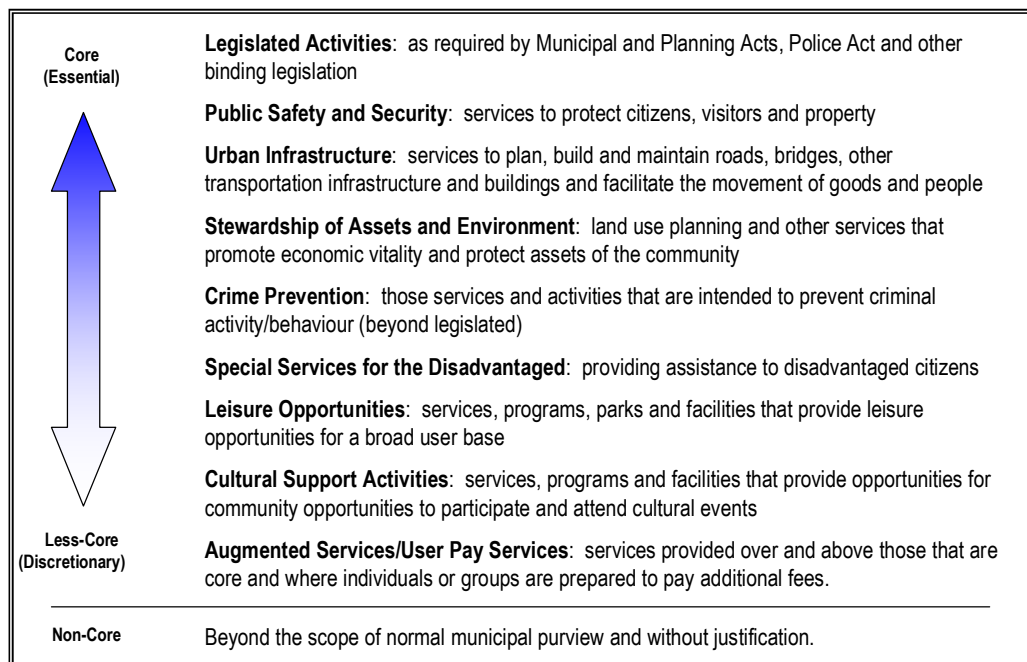 Core
(Essential)
Legislated Activities:  as required by Municipal and Planning Acts, Police Act and other
binding legislation
Public Safety and Security:  services to protect citizens, visitors and property
Urban Infrastructure:  services to plan, build and maintain roads, bridges, other
transportation infrastructure and buildings and facilitate the movement of goods and people
Stewardship of Assets and Environment:  land use planning and other services that
promote economic vitality and protect assets of the community
Crime Prevention:  those services and activities that are intended to prevent criminal
activity/behaviour (beyond legislated)
Special Services for the Disadvantaged:  providing assistance to disadvantaged citizens
Leisure Opportunities:  services, programs, parks and facilities that provide leisure
opportunities for a broad user base
Cultural Support Activities:  services, programs and facilities that provide opportunities for
community opportunities to participate and attend cultural events
Less-Core
(Discretionary)
Augmented Services/User Pay Services:  services provided over and above those that are
core and where individuals or groups are prepared to pay additional fees.
Non-Core
Beyond the scope of normal municipal purview and without justification.